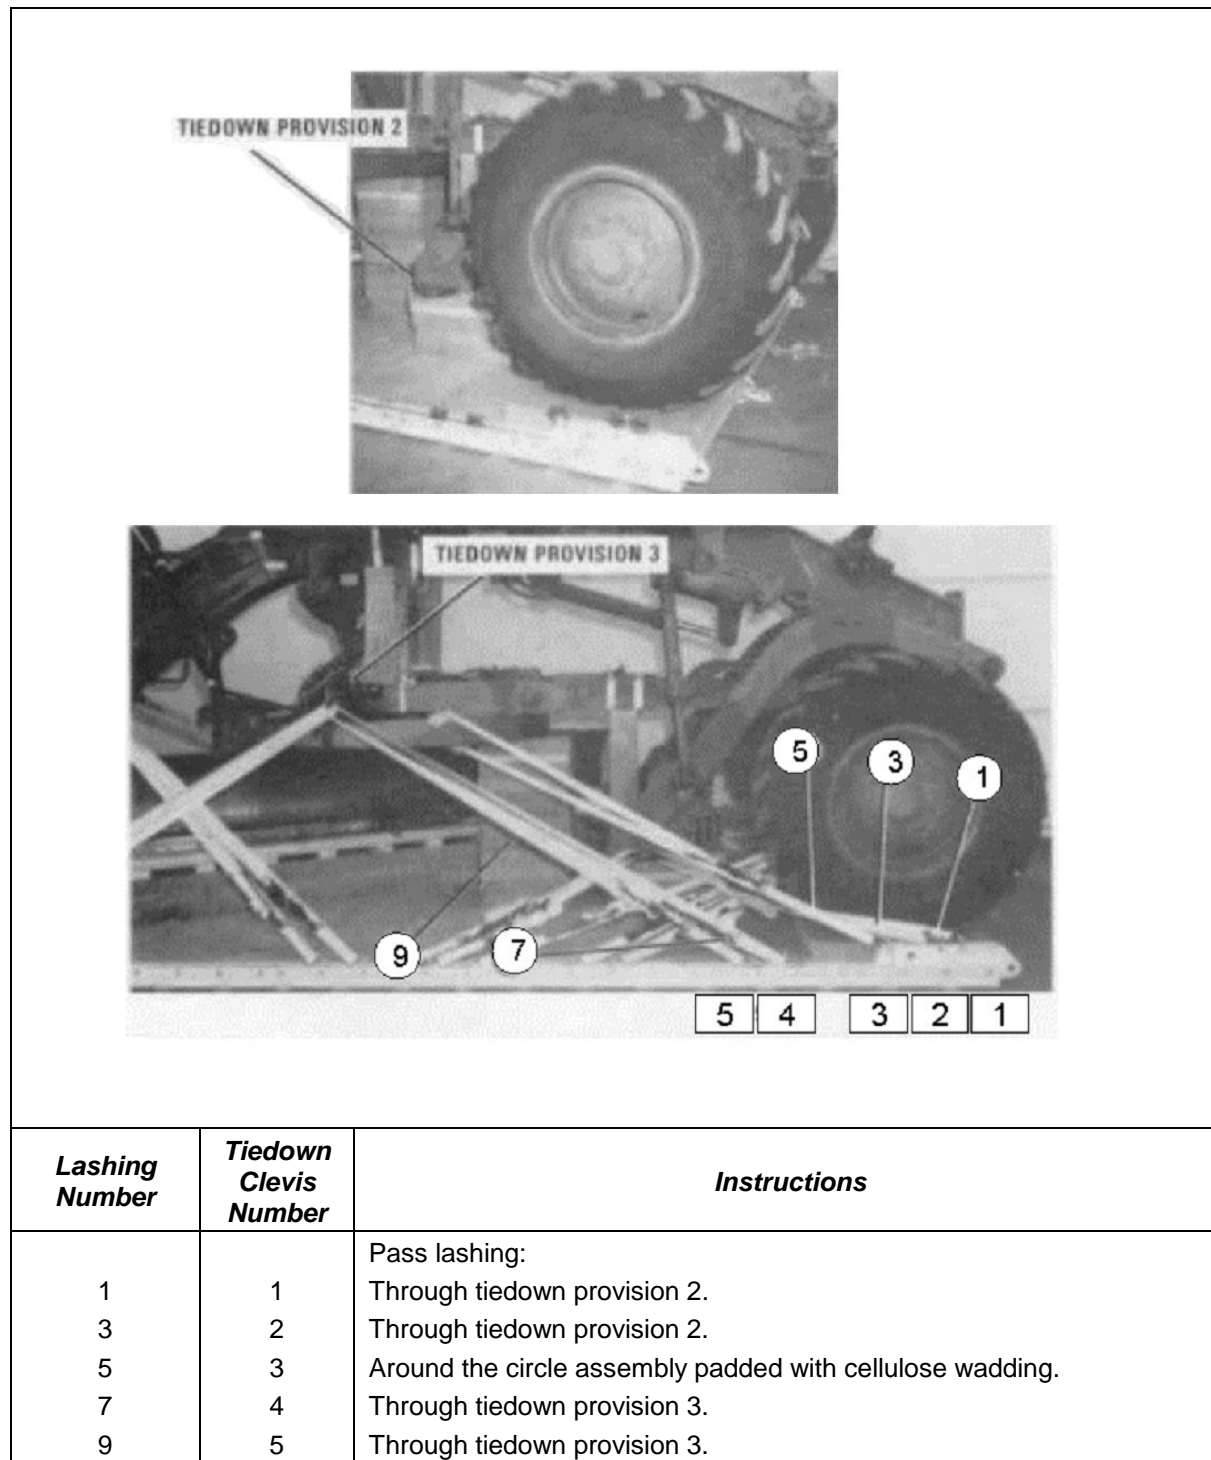 TIEDOWN PROVISION 2
TIEDOWN PROVISION 3
5
3
1
9
7
5 4 3 2 1
Lashing Number Tiedown Clevis Number Instructions
Pass lashing:
1 1 Through tiedown provision 2.
3 2 Through tiedown provision 2.
5 3 Around the circle assembly padded with cellulose wadding.
7 4 Through tiedown provision 3.
9 5 Through tiedown provision 3.